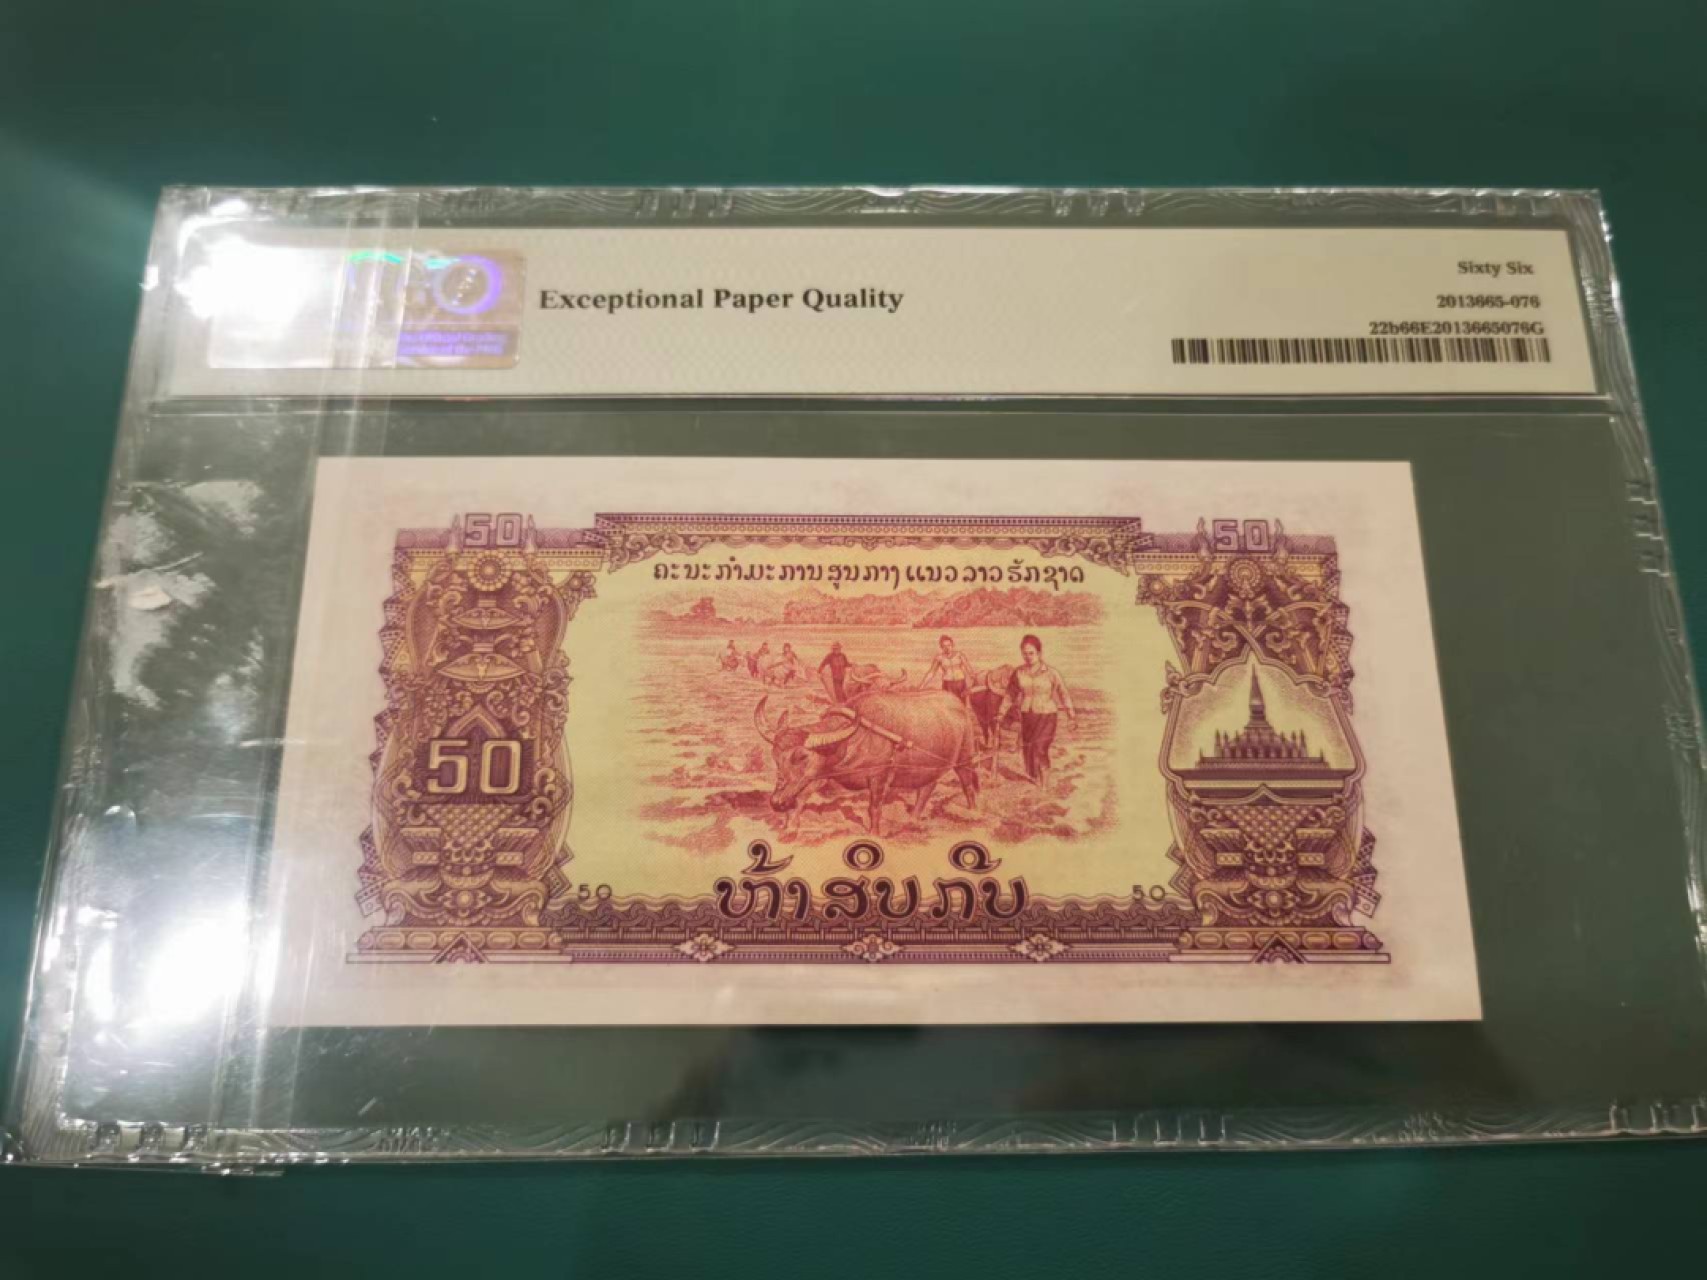 Exceptional Paper Quality
Sixty Six
2013665-076
22b66E2013665076G
50
50
ຄະນະກຳມະການສູນກາງແນວລາວຮັກຊາດ
50
50
50
ຫ້າສິບກີບ